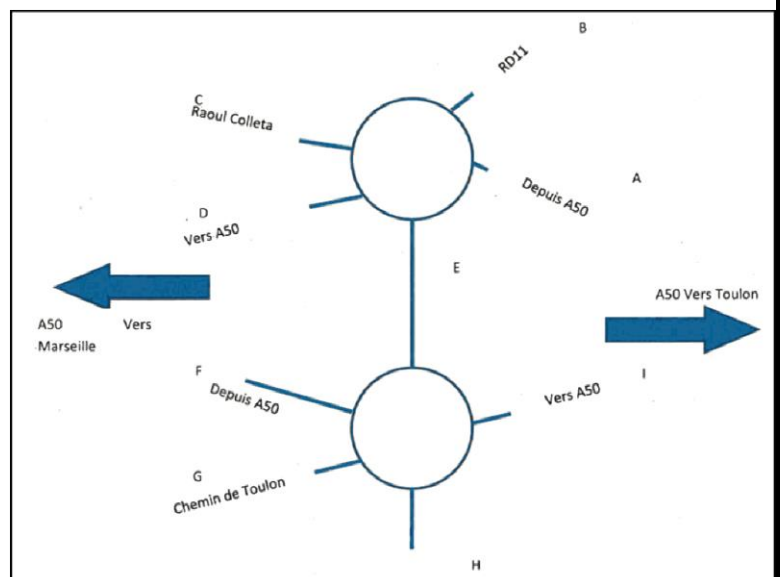 B
RD11
C
Raoul Colleta
A
Depuis A50
D
Vers A50
E
A50 Vers Toulon
A50 Vers
Marseille
F
Depuis A50
I
Vers A50
G
Chemin de Toulon
H